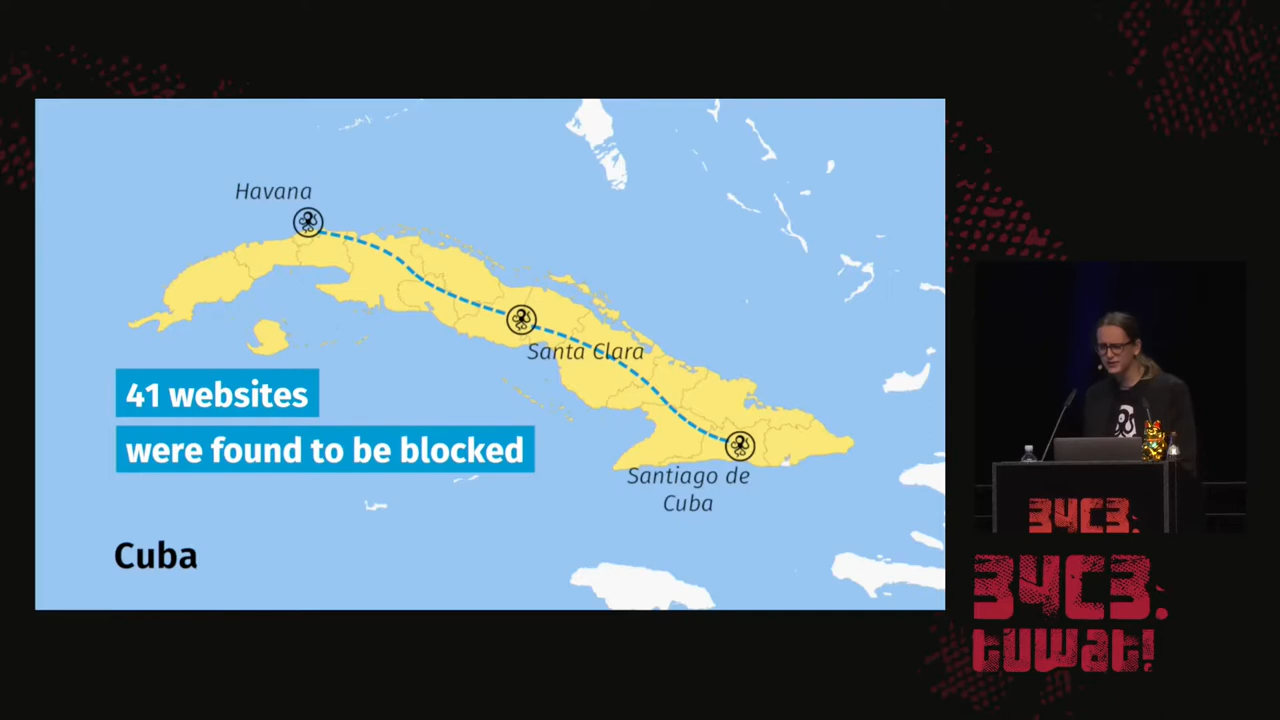 Havana
Santa Clara
41 websites
were found to be blocked
Santiago de
Cuba
Cuba
34C3.
34C3.
tuwat!